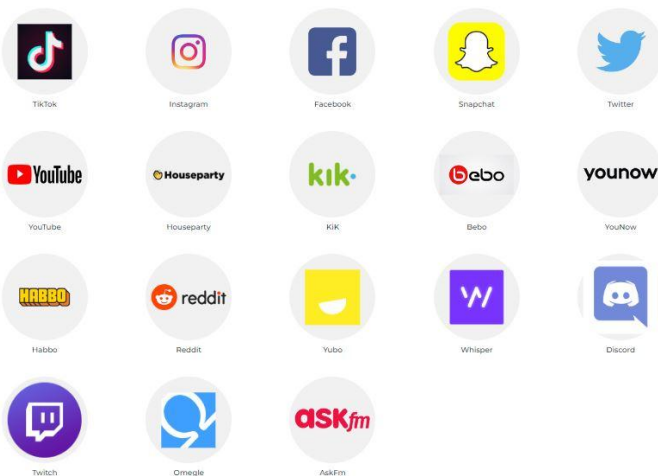 TikTok
Instagram
Facebook
Snapchat
Twitter
YouTube
Houseparty
kik
bebo
younow
YouTube
Houseparty
KiK
Bebo
YouNow
HABBO
reddit
Habbo
Reddit
Yubo
Whisper
Discord
Twitch
Omegle
ASKfm
AskFm